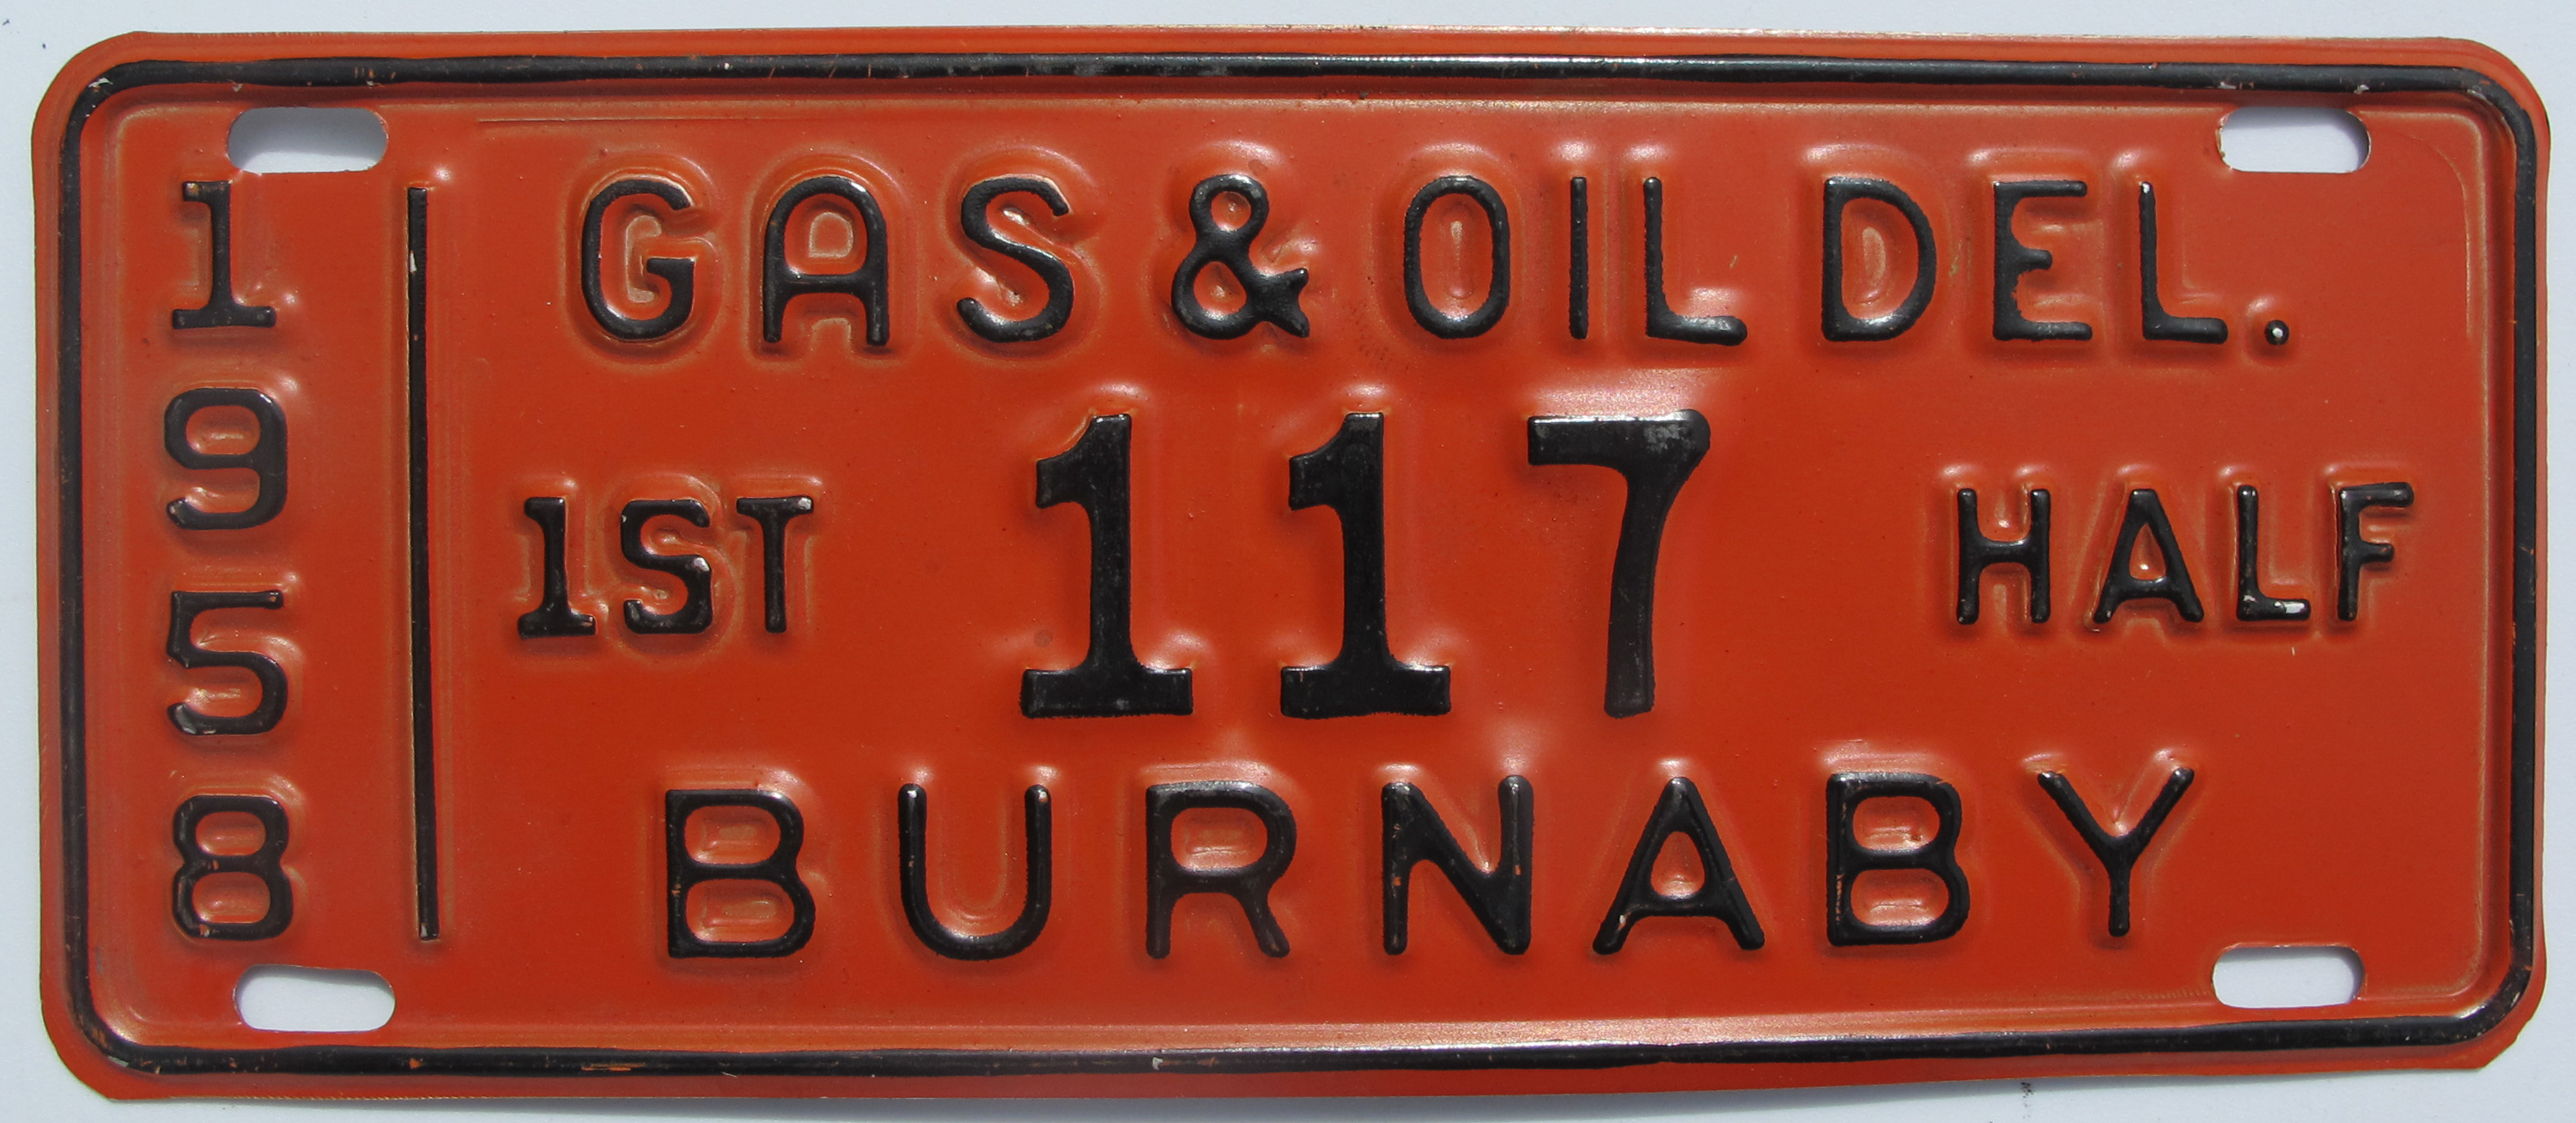 1958
GAS & OIL DEL.
1ST 117 HALF
BURNABY